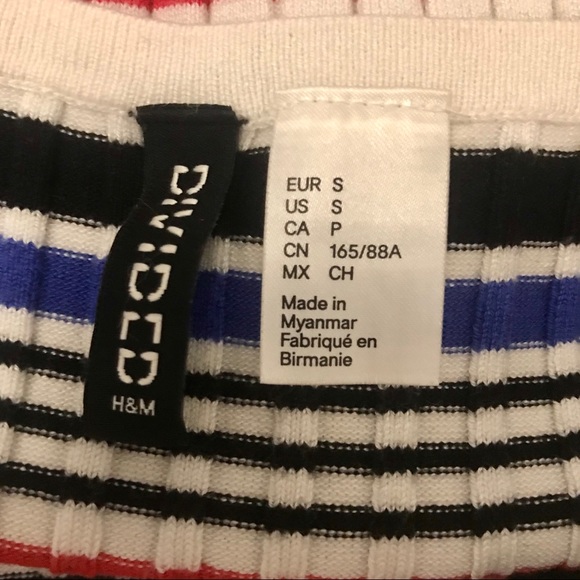 DIVIDED
H&M
EUR S
US S
CA P
CN 165/88A
MX CH
Made in
Myanmar
Fabriqué en
Birmanie